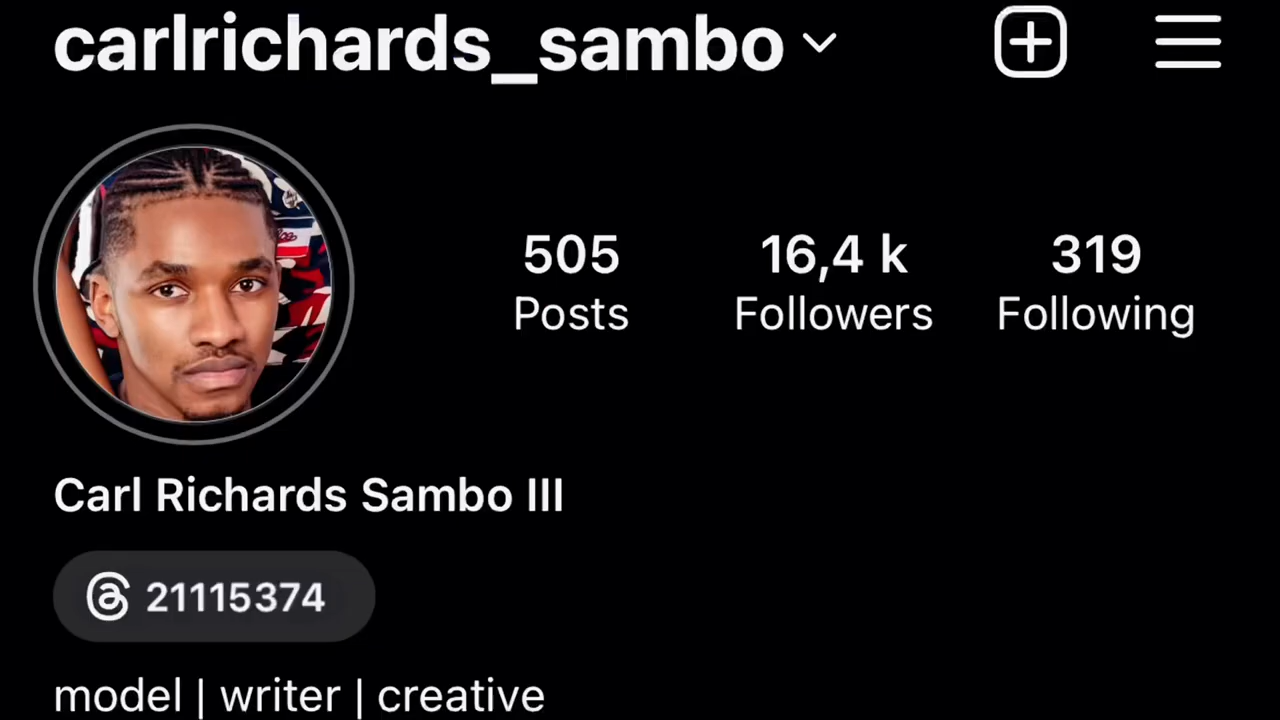 carlrichards_sambo
505 16,4 k 319
Posts Followers Following
Carl Richards Sambo III
21115374
model | writer | creative